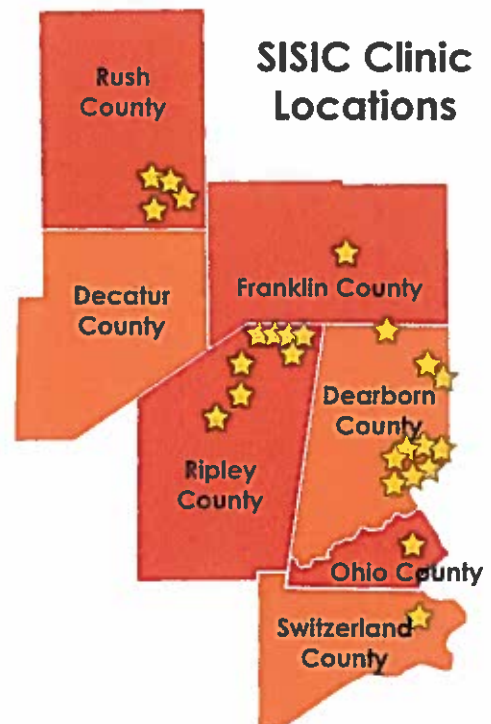 SISIC Clinic
Locations
Rush
County
Franklin County
Decatur
County
Dearborn
County
Ripley
County
Ohio County
Switzerland
County